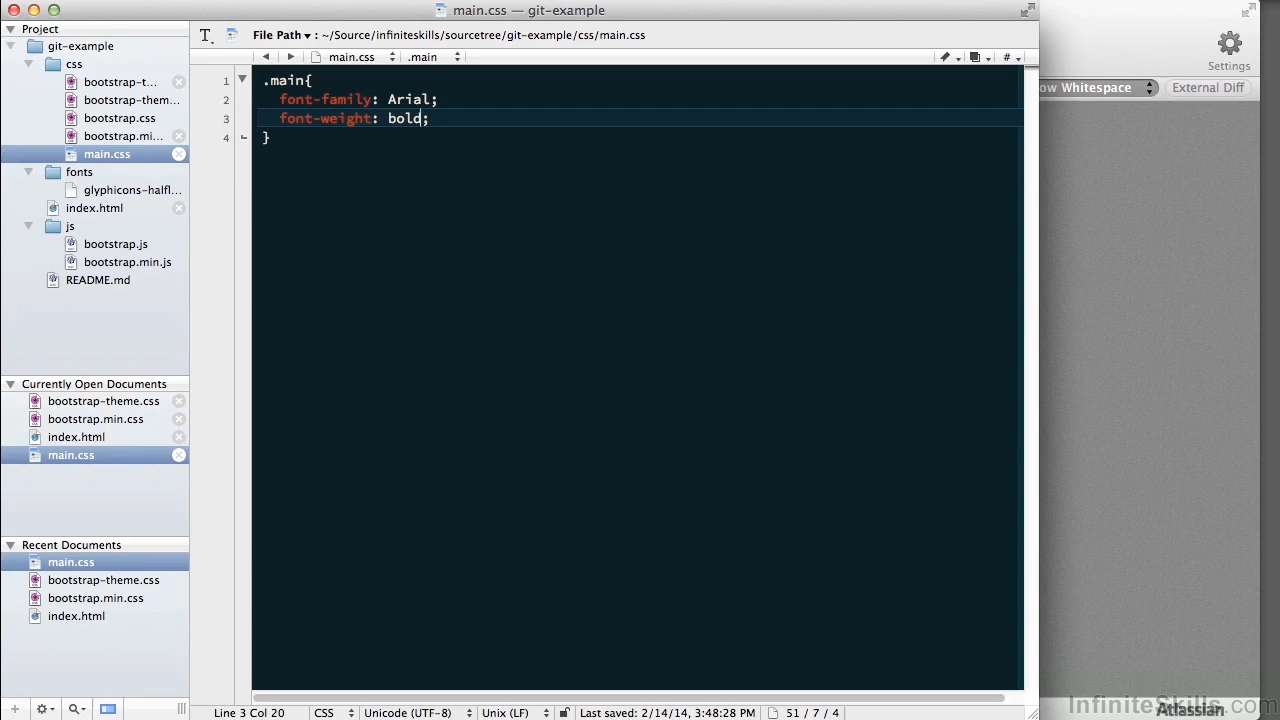 main.css — git-example
Project
git-example
css
bootstrap-t...
bootstrap-them...
bootstrap.css
bootstrap.mi...
main.css
fonts
glyphicons-halfl...
index.html
js
bootstrap.js
bootstrap.min.js
README.md
Currently Open Documents
bootstrap-theme.css
bootstrap.min.css
index.html
main.css
Recent Documents
main.css
bootstrap-theme.css
bootstrap.min.css
index.html
T
File Path ▾ : ~/Source/infiniteskills/sourcetree/git-example/css/main.css
main.css .main #
1 .main{
2 font-family: Arial;
3 font-weight: bold;
4 }
Line 3 Col 20 CSS Unicode (UTF-8) Unix (LF) Last saved: 2/14/14, 3:48:28 PM 51 / 7 / 4
Settings
ow Whitespace External Diff
InfiniteSkills.com
Atlassian